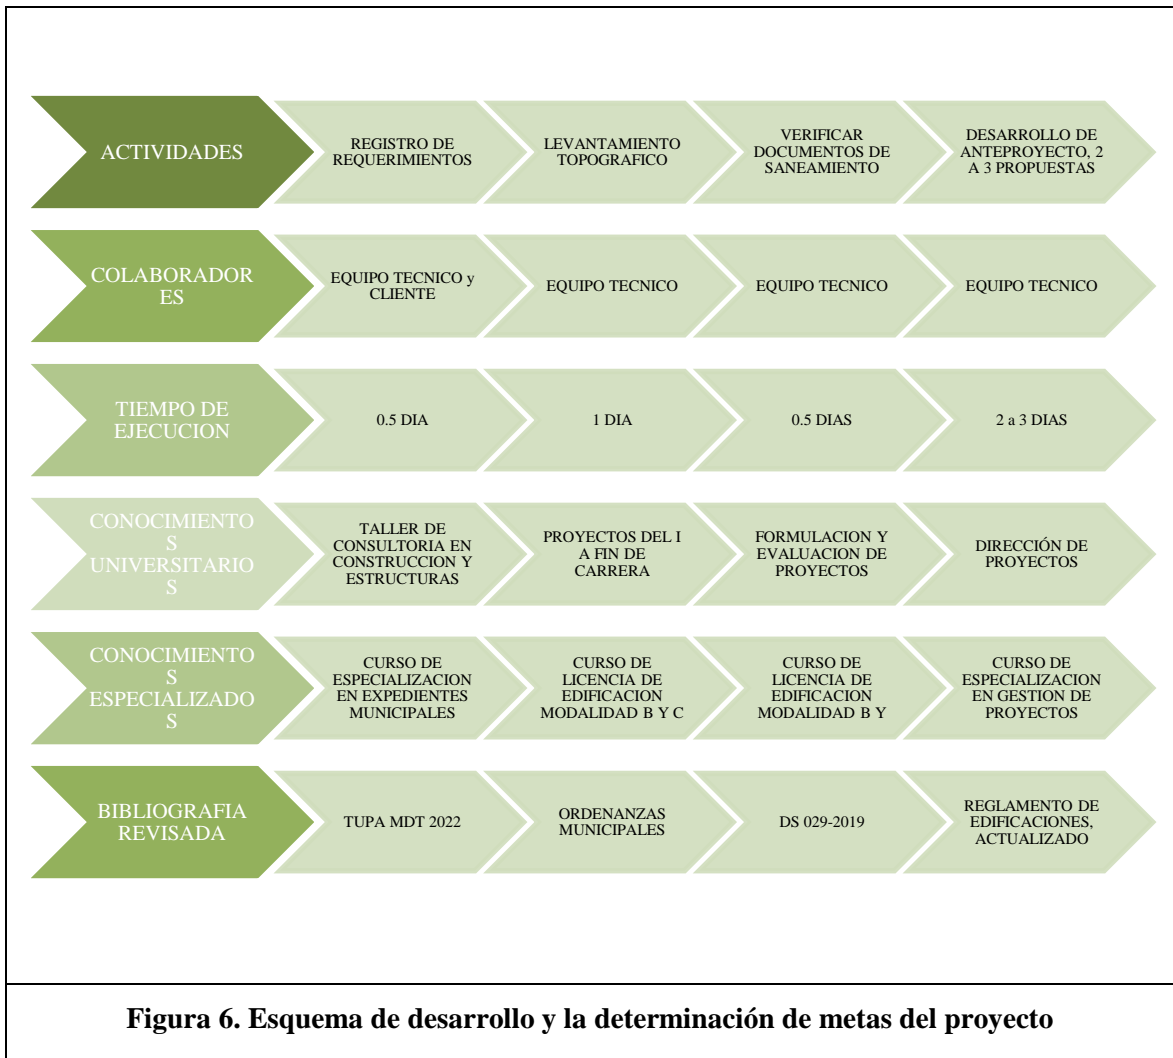 ACTIVIDADES
REGISTRO DE
REQUERIMIENTOS
LEVANTAMIENTO
TOPOGRAFICO
VERIFICAR
DOCUMENTOS DE
SANEAMIENTO
DESARROLLO DE
ANTEPROYECTO, 2
A 3 PROPUESTAS
COLABORADOR
ES
EQUIPO TECNICO y
CLIENTE
EQUIPO TECNICO
EQUIPO TECNICO
EQUIPO TECNICO
TIEMPO DE
EJECUCION
0.5 DIA
1 DIA
0.5 DIAS
2 a 3 DIAS
CONOCIMIENTO
S
UNIVERSITARIO
S
TALLER DE
CONSULTORIA EN
CONSTRUCCION Y
ESTRUCTURAS
PROYECTOS DEL I
A FIN DE
CARRERA
FORMULACION Y
EVALUACION DE
PROYECTOS
DIRECCIÓN DE
PROYECTOS
CONOCIMIENTO
S
ESPECIALIZADO
S
CURSO DE
ESPECIALIZACION
EN EXPEDIENTES
MUNICIPALES
CURSO DE
LICENCIA DE
EDIFICACION
MODALIDAD B Y C
CURSO DE
LICENCIA DE
EDIFICACION
MODALIDAD B Y
CURSO DE
ESPECIALIZACION
EN GESTION DE
PROYECTOS
BIBLIOGRAFIA
REVISADA
TUPA MDT 2022
ORDENANZAS
MUNICIPALES
DS 029-2019
REGLAMENTO DE
EDIFICACIONES,
ACTUALIZADO
Figura 6. Esquema de desarrollo y la determinación de metas del proyecto